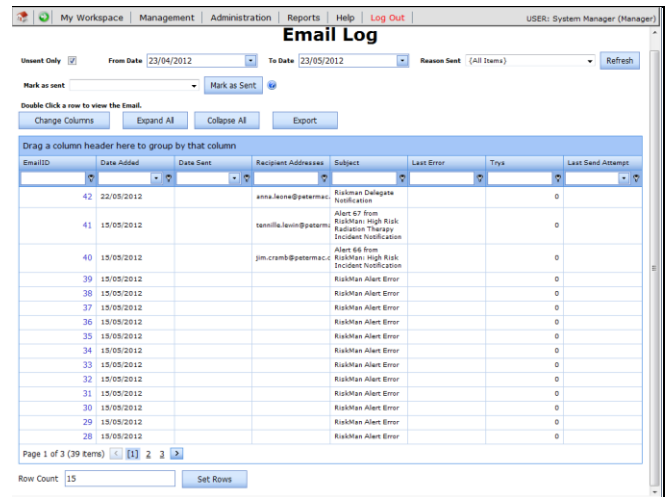 My Workspace | Management | Administration | Reports | Help | Log Out | USER: System Manager (Manager)
Email Log
Unsent Only From Date 23/04/2012 To Date 23/05/2012 Reason Sent (All Items) Refresh
Mark as sent Mark as Sent
Double Click a row to view the Email.
Change Columns Expand All Collapse All Export
Drag a column header here to group by that column
EmailID Date Added Date Sent Recipient Addresses Subject Last Error Trys Last Send Attempt
42 22/05/2012 anna.leone@petermac. Riskman Delegate 0
Notification
Alert 67 from
41 15/05/2012 tennille.lewin@peterma RiskMan: High Risk 0
Radiation Therapy
Incident Notification
Alert 66 from
40 15/05/2012 jim.cramb@petermac.c RiskMan: High Risk 0
Incident Notification
39 15/05/2012 RiskMan Alert Error 0
38 15/05/2012 RiskMan Alert Error 0
37 15/05/2012 RiskMan Alert Error 0
36 15/05/2012 RiskMan Alert Error 0
35 15/05/2012 RiskMan Alert Error 0
34 15/05/2012 RiskMan Alert Error 0
33 15/05/2012 RiskMan Alert Error 0
32 15/05/2012 RiskMan Alert Error 0
31 15/05/2012 RiskMan Alert Error 0
30 15/05/2012 RiskMan Alert Error 0
29 15/05/2012 RiskMan Alert Error 0
28 15/05/2012 RiskMan Alert Error 0
Page 1 of 3 (39 items) < [1] 2 3 >
Row Count 15 Set Rows